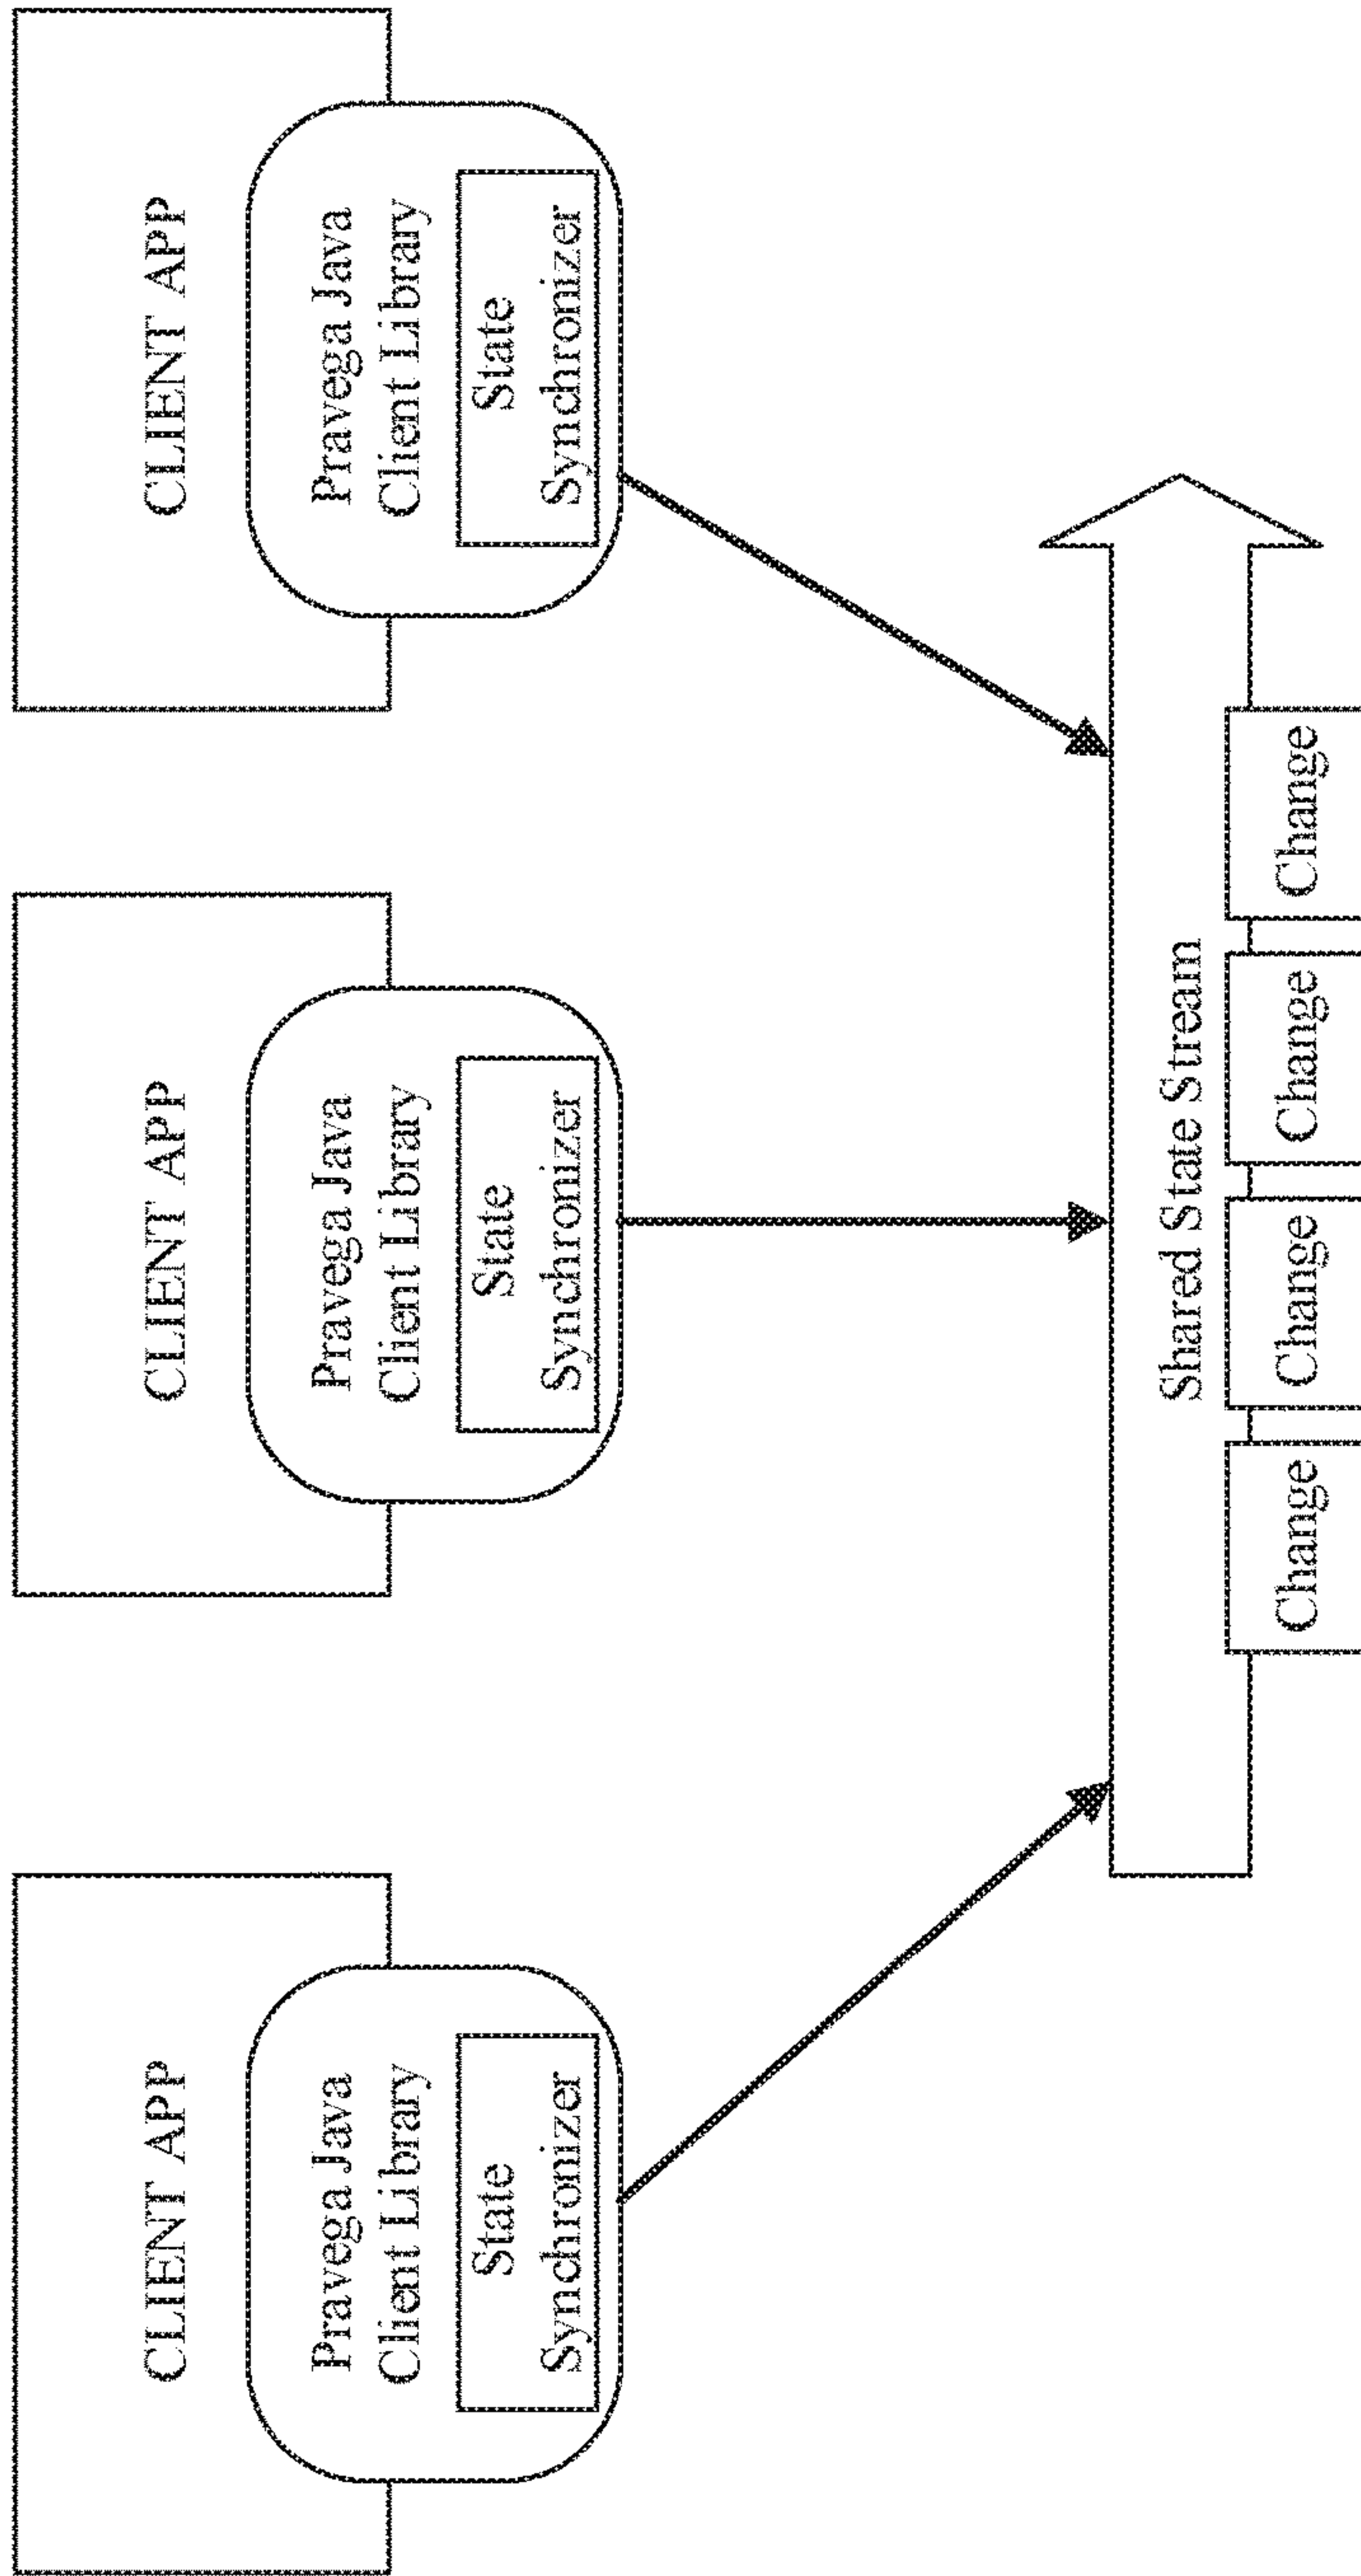 CLIENT APP
Pravega Java
Client Library
State
Synchronizer
CLIENT APP
Pravega Java
Client Library
State
Synchronizer
CLIENT APP
Pravega Java
Client Library
State
Synchronizer
Shared State Stream
Change
Change
Change
Change